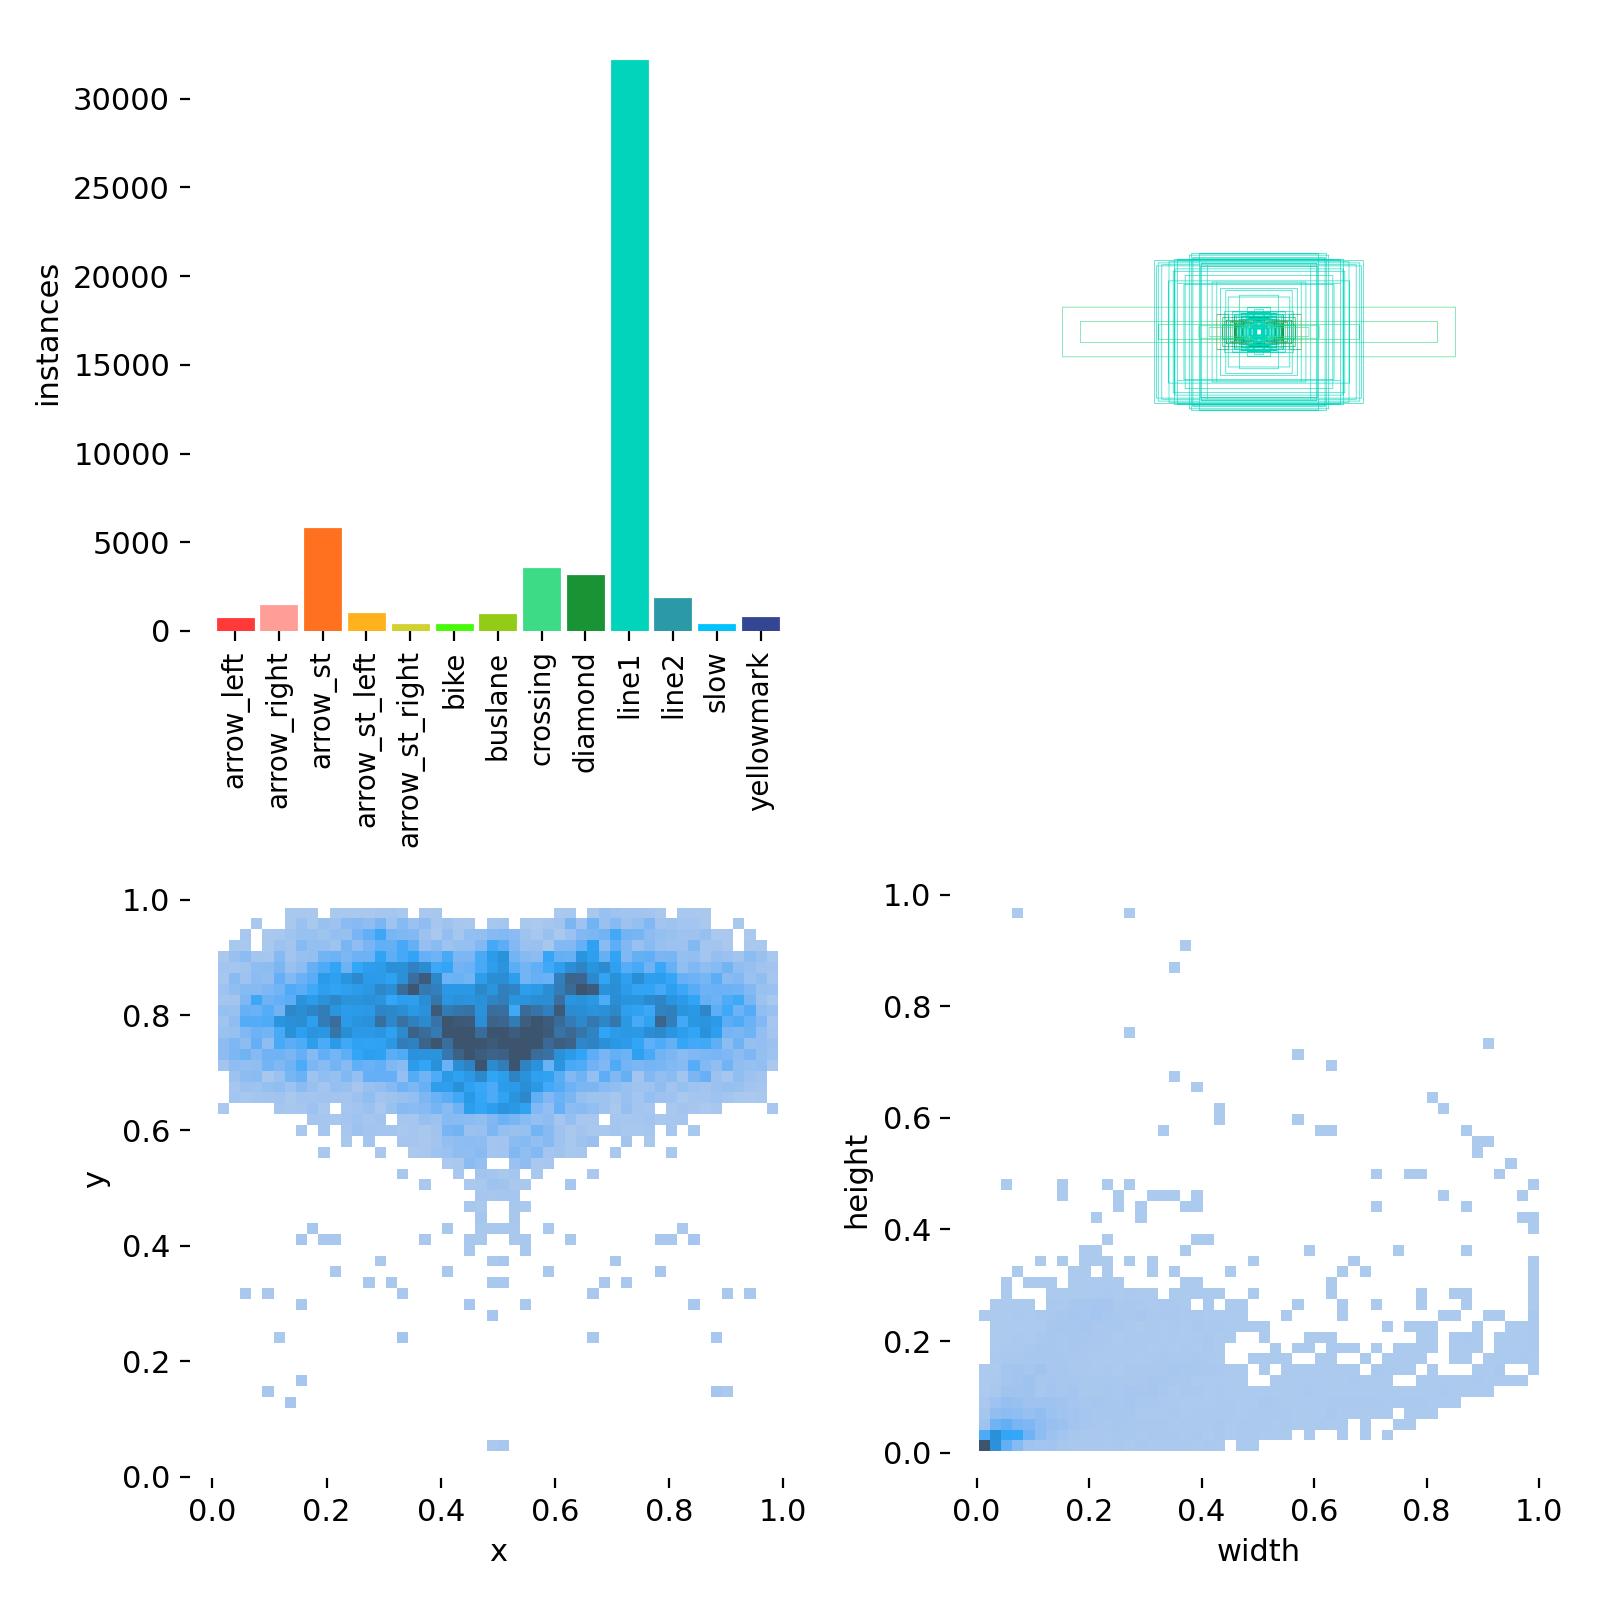 30000
25000
20000
15000
10000
5000
0
instances
arrow_left
arrow_right
arrow_st
arrow_st_left
arrow_st_right
bike
buslane
crossing
diamond
line1
line2
slow
yellowmark
1.0
0.8
0.6
0.4
0.2
0.0
y
0.0 0.2 0.4 0.6 0.8 1.0
x
1.0
0.8
0.6
0.4
0.2
0.0
height
0.0 0.2 0.4 0.6 0.8 1.0
width